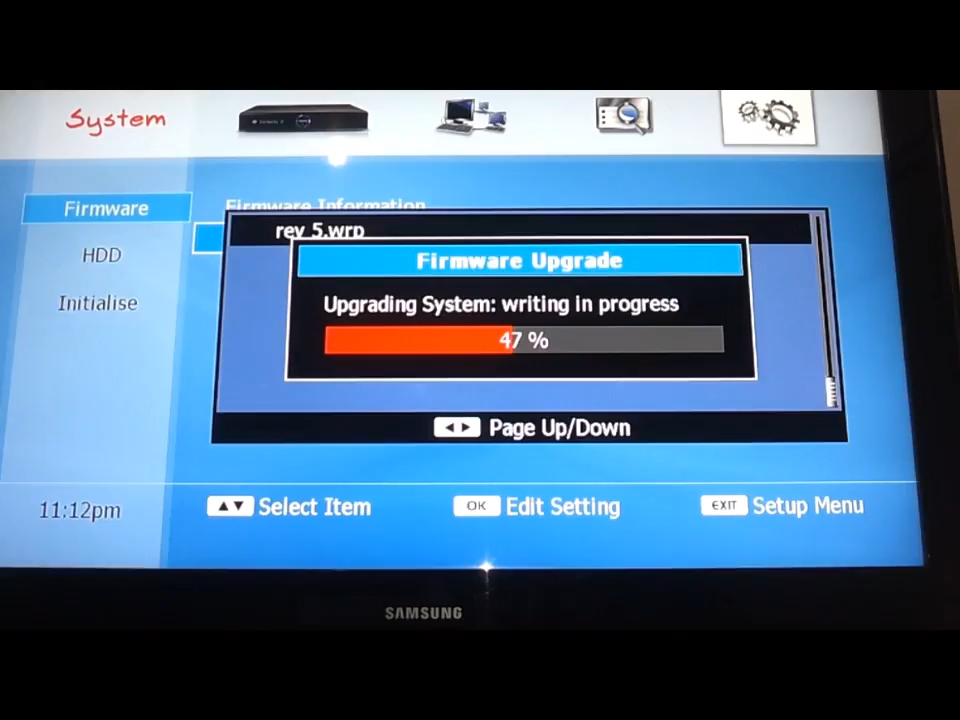 System
Firmware
HDD
Initialise
Firmware Information
rev 5.wrp
Firmware Upgrade
Upgrading System: writing in progress
47 %
Page Up/Down
11:12pm
Select Item
OK Edit Setting
EXIT Setup Menu
SAMSUNG